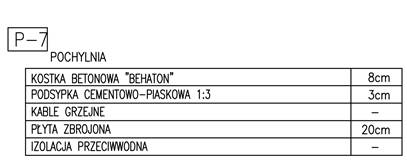 P-7
POCHYLNIA
KOSTKA BETONOWA "BEHATON" 8cm
PODSYPKA CEMENTOWO-PIASKOWA 1:3 3cm
KABLE GRZEJNE -
PŁYTA ZBROJONA 20cm
IZOLACJA PRZECIWWODNA -